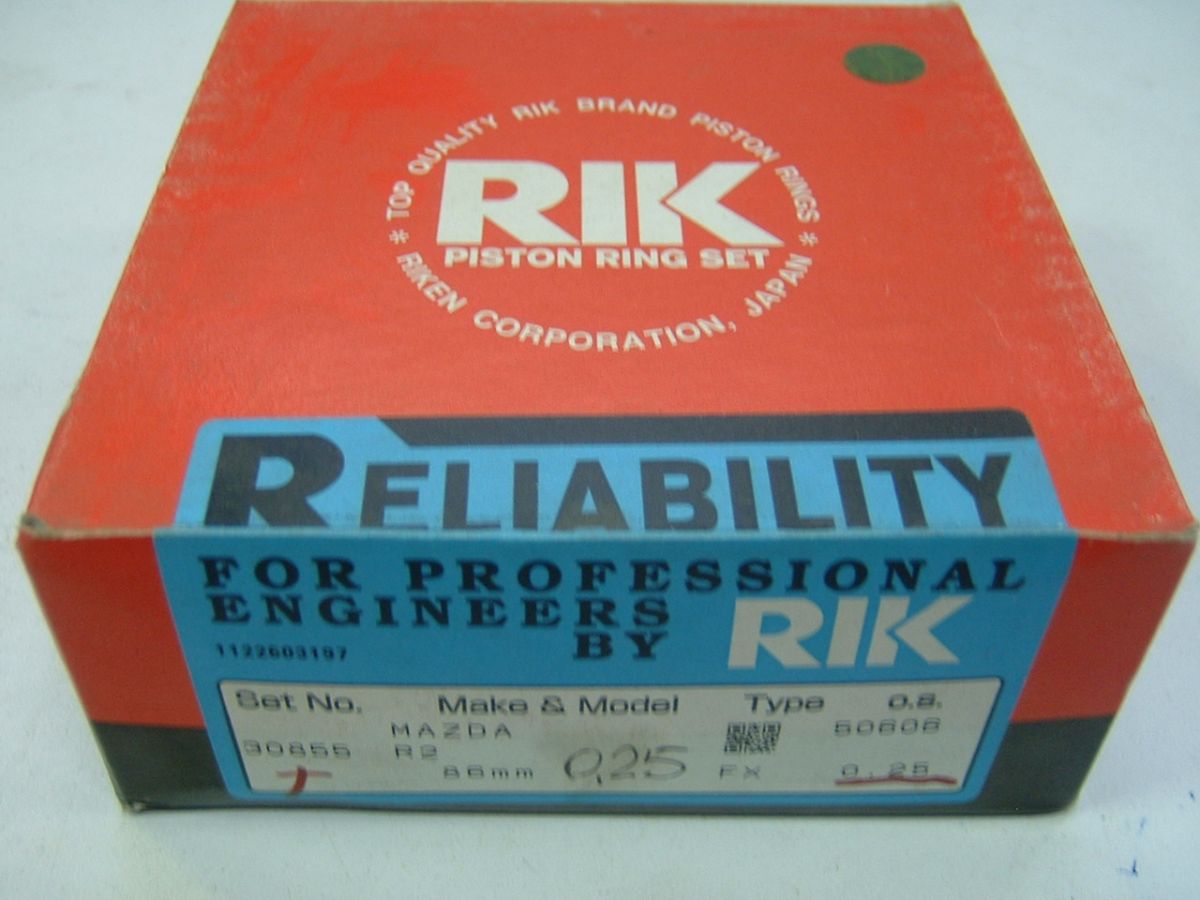 * TOP QUALITY RIK BRAND PISTON RINGS *
RIK
PISTON RING SET
RIKEN CORPORATION, JAPAN
RELIABILITY
FOR PROFESSIONAL
ENGINEERS
BY RIK
1122603197
Set No. Make & Model Type o.s.
MAZDA 50606
30855 R2
86mm 0,25 FX 0.25